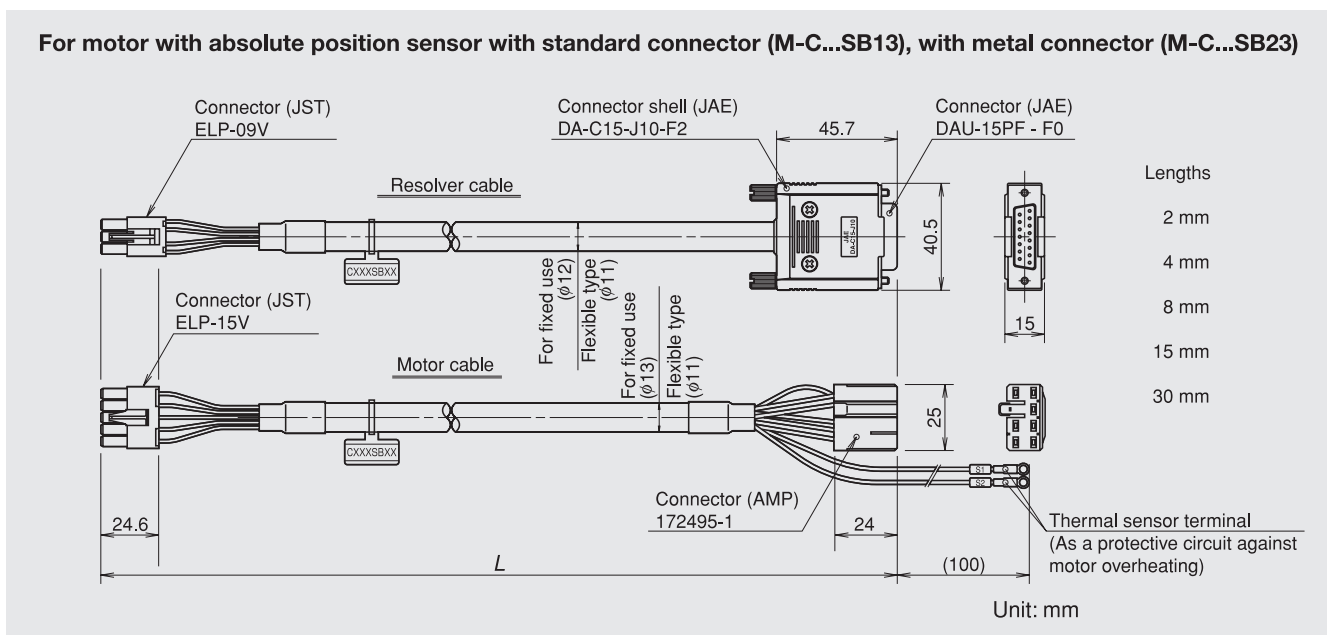 For motor with absolute position sensor with standard connector (M-C...SB13), with metal connector (M-C...SB23)
Connector (JST)
ELP-09V
Connector shell (JAE)
DA-C15-J10-F2
45.7
Connector (JAE)
DAU-15PF - F0
Resolver cable
Lengths
2 mm
4 mm
8 mm
15 mm
30 mm
JAE
DA-C15-J10
40.5
15
CXXXSBXX
For fixed use
(ϕ12)
Flexible type
(ϕ11)
Connector (JST)
ELP-15V
For fixed use
(ϕ13)
Flexible type
(ϕ11)
Motor cable
25
CXXXSBXX
S1
S2
Connector (AMP)
172495-1
24.6
24
Thermal sensor terminal
(As a protective circuit against
motor overheating)
L
(100)
Unit: mm